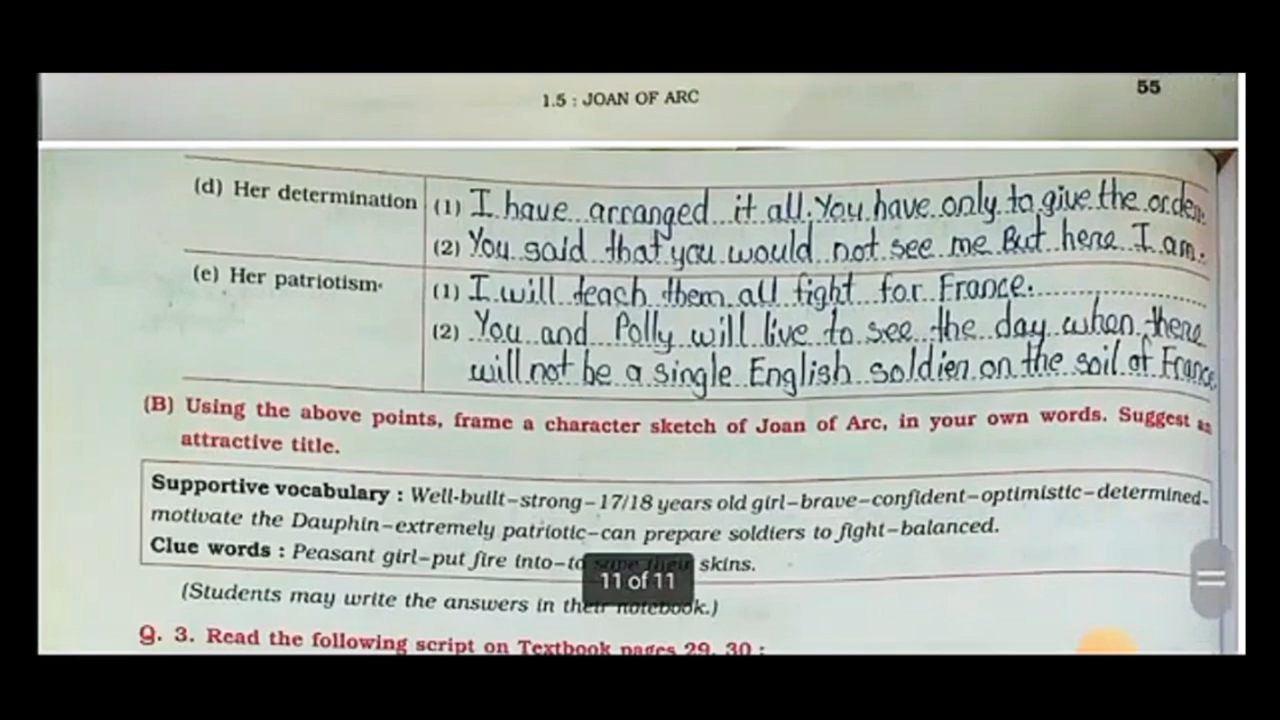 1.5 : JOAN OF ARC
55
(d) Her determination
(1) I have arranged it all. You have only to give the order.
(2) You said that you would not see me But here I am.
(e) Her patriotism.
(1) I will teach them all fight for France.
(2) You and Polly will live to see the day when there
will not be a single English soldier on the soil of France
(B) Using the above points, frame a character sketch of Joan of Arc, in your own words. Suggest an
attractive title.
Supportive vocabulary : Well-built–strong–17/18 years old girl–brave–confident–optimistic–determined–
motivate the Dauphin–extremely patriotic–can prepare soldiers to fight–balanced.
Clue words : Peasant girl–put fire into–to save their skins.
11 of 11
(Students may write the answers in their notebook.)
Q. 3. Read the following script on Textbook pages 29, 30 :